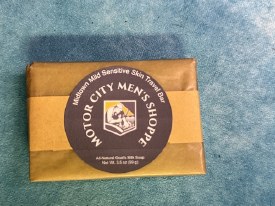 Midtown Mild Sensitive Skin Travel Bar
MOTOR CITY MEN'S SHOPPE
All-Natural Goat's Milk Soap
Net Wt. 3.5 oz (99 g)